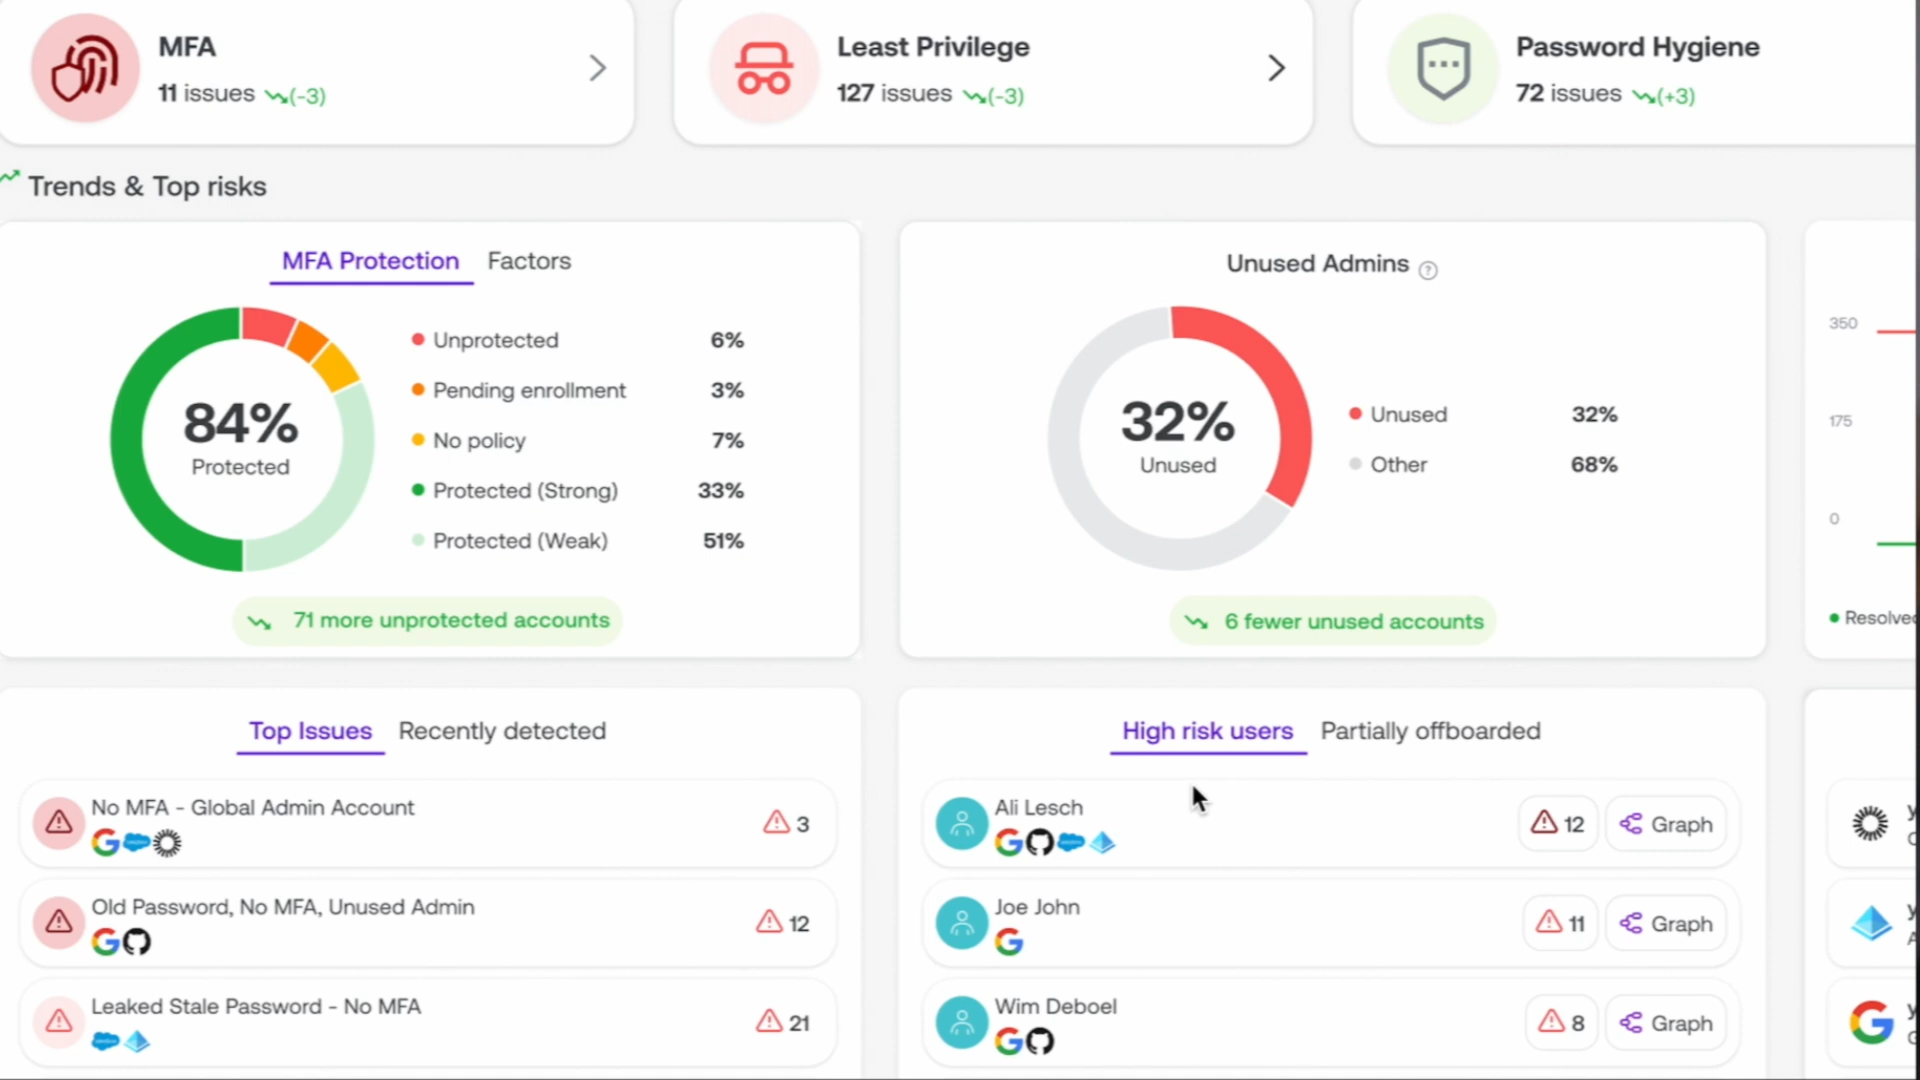 MFA
11 issues (-3)
Least Privilege
127 issues (-3)
Password Hygiene
72 issues (+3)
Trends & Top risks
MFA Protection Factors
84%
Protected
Unprotected 6%
Pending enrollment 3%
No policy 7%
Protected (Strong) 33%
Protected (Weak) 51%
71 more unprotected accounts
Unused Admins ?
32%
Unused
Unused 32%
Other 68%
6 fewer unused accounts
350
175
0
Top Issues Recently detected
No MFA - Global Admin Account
3
Old Password, No MFA, Unused Admin
12
Leaked Stale Password - No MFA
21
High risk users Partially offboarded
Ali Lesch
12 Graph
Joe John
11 Graph
Wim Deboel
8 Graph